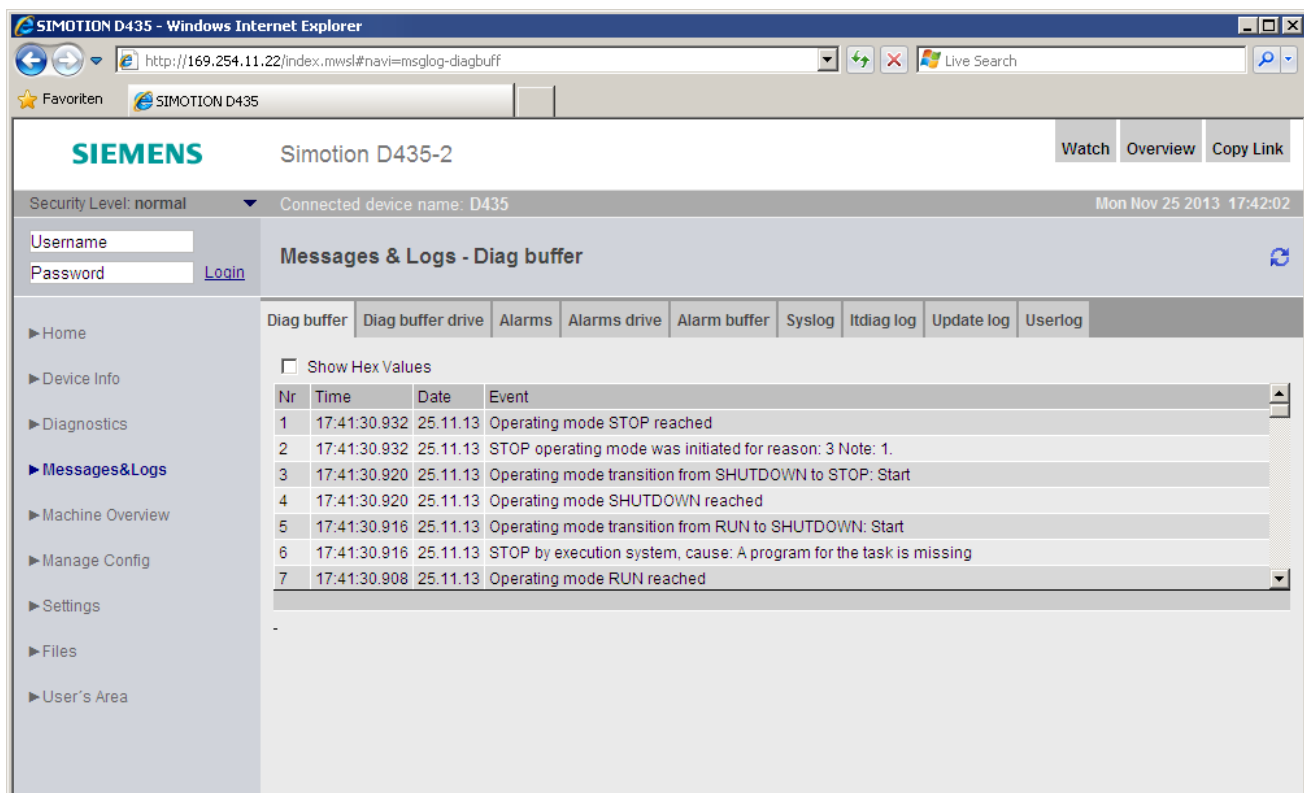 SIMOTION D435 - Windows Internet Explorer
http://169.254.11.22/index.mwsl#navi=msglog-diagbuff
Live Search
Favoriten
SIMOTION D435
SIEMENS
Simotion D435-2
Watch Overview Copy Link
Security Level: normal
Connected device name: D435
Mon Nov 25 2013 17:42:02
Username
Password Login
Messages & Logs - Diag buffer
Diag buffer Diag buffer drive Alarms Alarms drive Alarm buffer Syslog Itdiag log Update log Userlog
►Home
►Device Info
►Diagnostics
►Messages&Logs
►Machine Overview
►Manage Config
►Settings
►Files
►User´s Area
Show Hex Values
Nr Time Date Event
1 17:41:30.932 25.11.13 Operating mode STOP reached
2 17:41:30.932 25.11.13 STOP operating mode was initiated for reason: 3 Note: 1.
3 17:41:30.920 25.11.13 Operating mode transition from SHUTDOWN to STOP: Start
4 17:41:30.920 25.11.13 Operating mode SHUTDOWN reached
5 17:41:30.916 25.11.13 Operating mode transition from RUN to SHUTDOWN: Start
6 17:41:30.916 25.11.13 STOP by execution system, cause: A program for the task is missing
7 17:41:30.908 25.11.13 Operating mode RUN reached
-